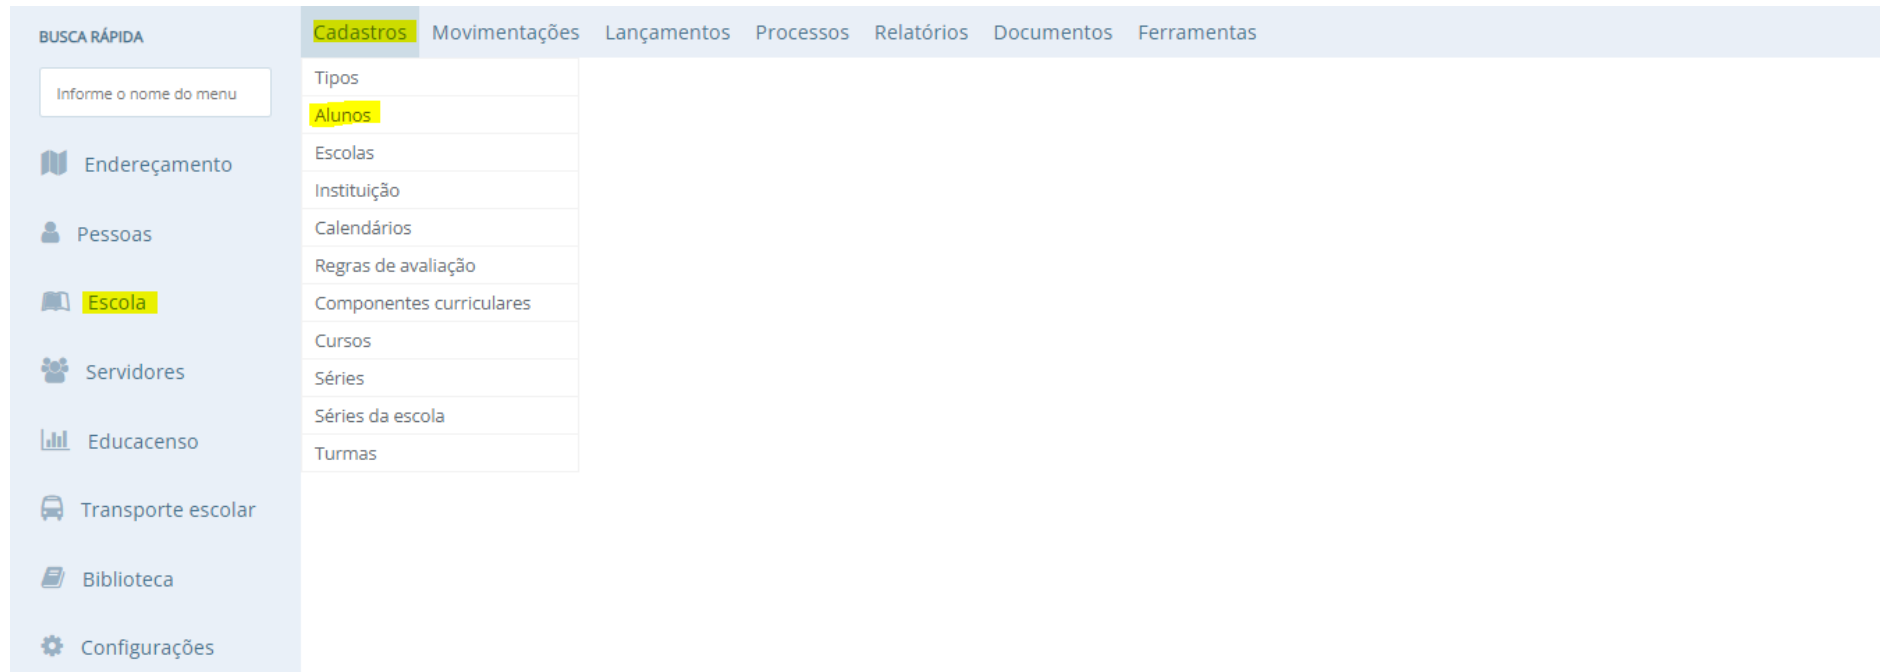 BUSCA RÁPIDA
Informe o nome do menu
Endereçamento
Pessoas
Escola
Servidores
Educacenso
Transporte escolar
Biblioteca
Configurações
Cadastros Movimentações Lançamentos Processos Relatórios Documentos Ferramentas
Tipos
Alunos
Escolas
Instituição
Calendários
Regras de avaliação
Componentes curriculares
Cursos
Séries
Séries da escola
Turmas